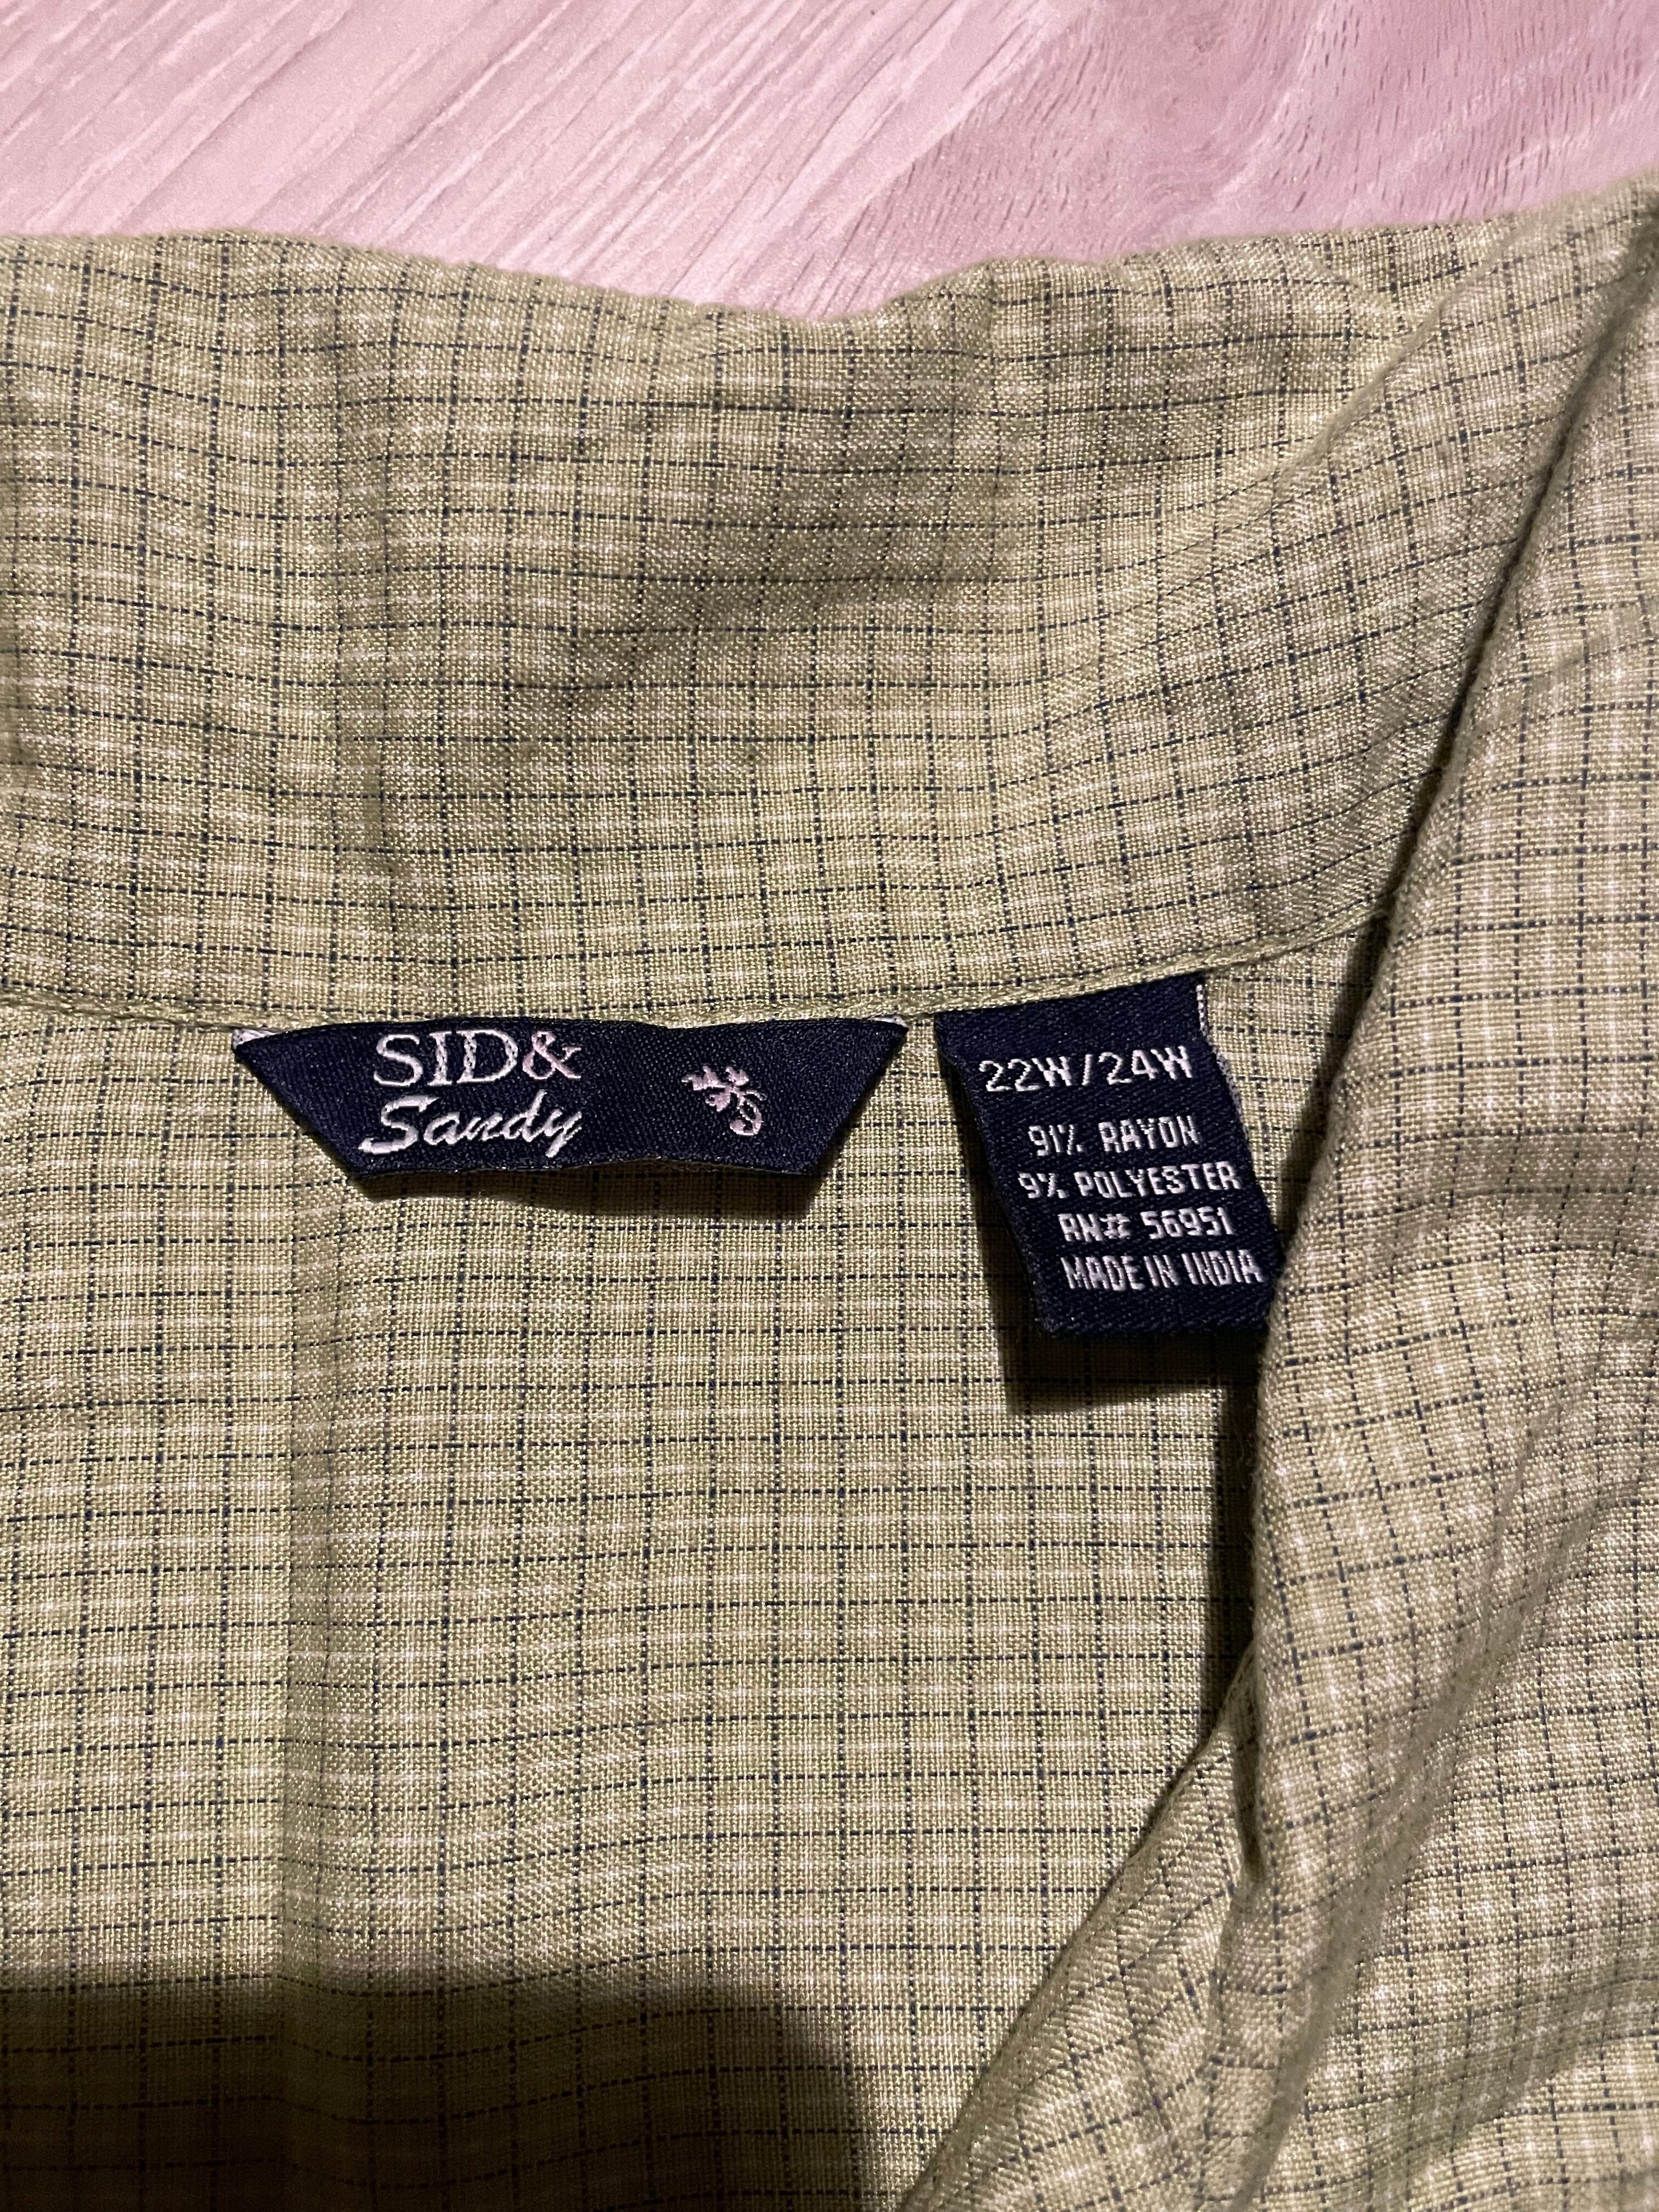 SID&
Sandy
22W/24W
91% RAYON
9% POLYESTER
RN# 56951
MADE IN INDIA